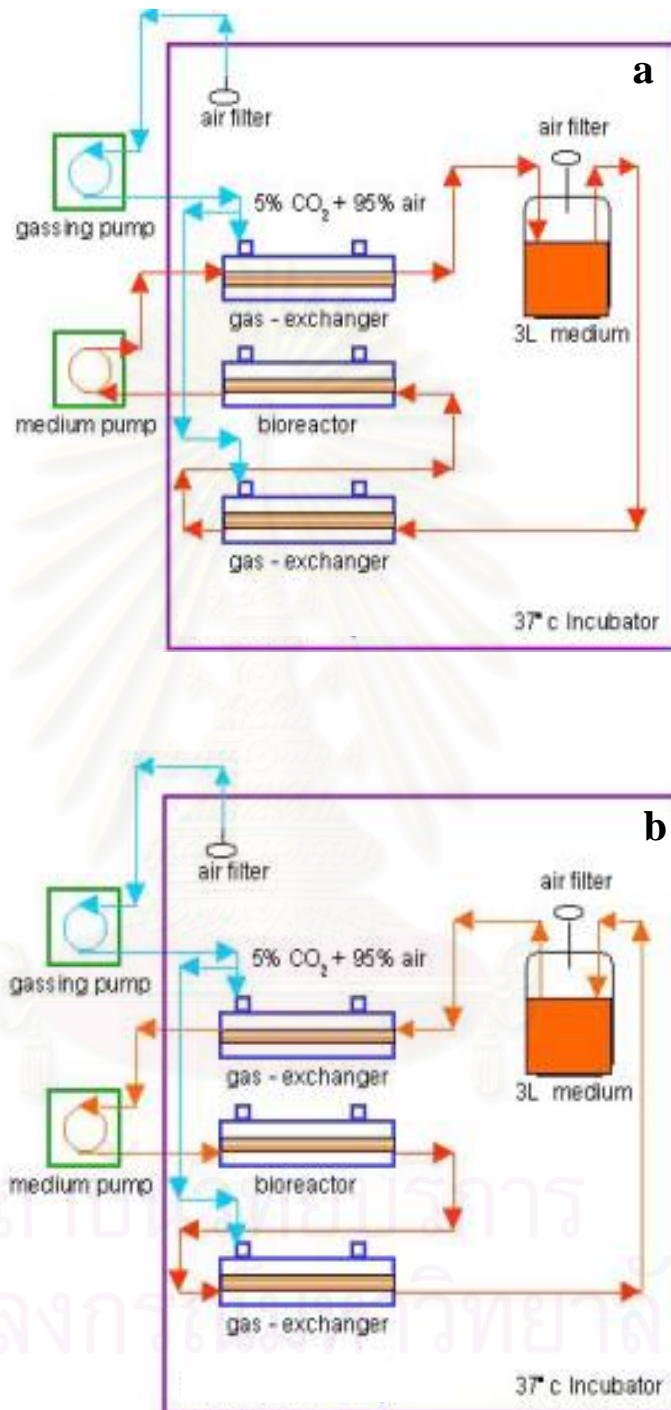 a
air filter
air filter
gassing pump
5% CO₂ + 95% air
gas - exchanger
3L medium
medium pump
bioreactor
gas - exchanger
37° c Incubator
b
air filter
air filter
gassing pump
5% CO₂ + 95% air
gas - exchanger
3L medium
medium pump
bioreactor
gas - exchanger
37° c Incubator